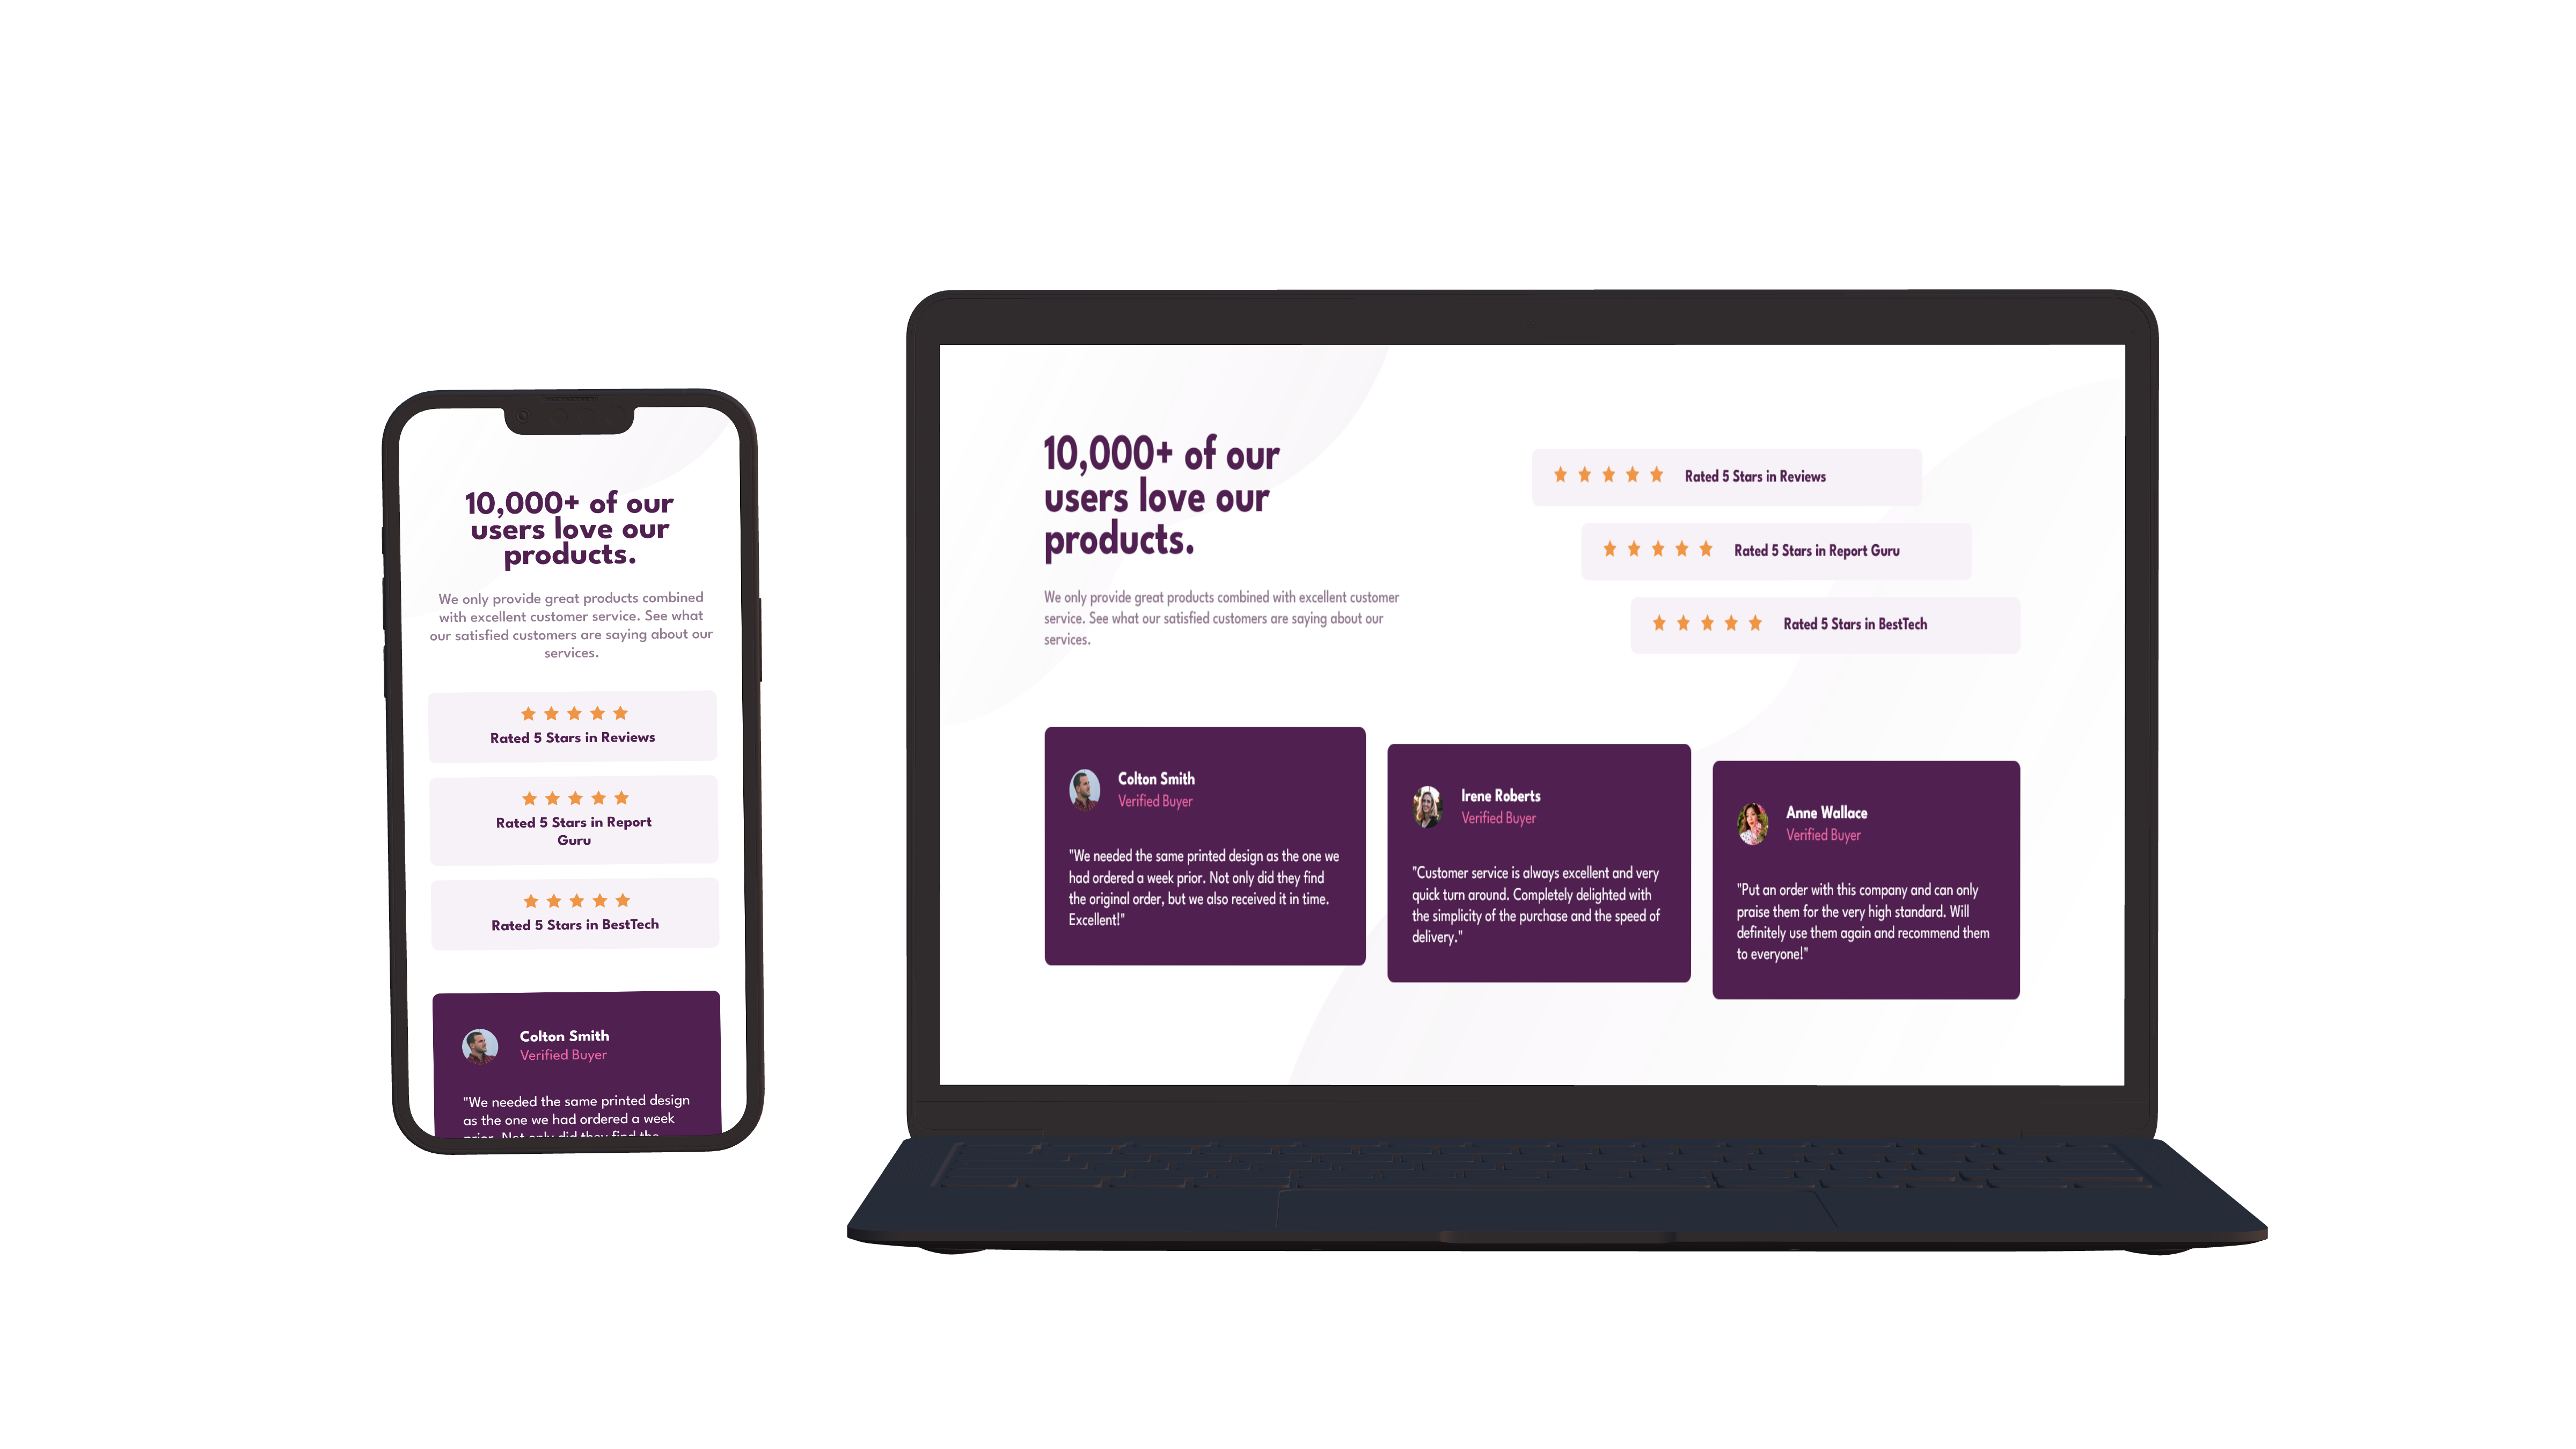 10,000+ of our
users love our
products.
We only provide great products combined
with excellent customer service. See what
our satisfied customers are saying about our
services.
Rated 5 Stars in Reviews
Rated 5 Stars in Report
Guru
Rated 5 Stars in BestTech
Colton Smith
Verified Buyer
"We needed the same printed design
as the one we had ordered a week
prior. Not only did they find the
10,000+ of our
users love our
products.
We only provide great products combined with excellent customer
service. See what our satisfied customers are saying about our
services.
Rated 5 Stars in Reviews
Rated 5 Stars in Report Guru
Rated 5 Stars in BestTech
Colton Smith
Verified Buyer
"We needed the same printed design as the one we
had ordered a week prior. Not only did they find
the original order, but we also received it in time.
Excellent!"
Irene Roberts
Verified Buyer
"Customer service is always excellent and very
quick turn around. Completely delighted with
the simplicity of the purchase and the speed of
delivery."
Anne Wallace
Verified Buyer
"Put an order with this company and can only
praise them for the very high standard. Will
definitely use them again and recommend them
to everyone!"